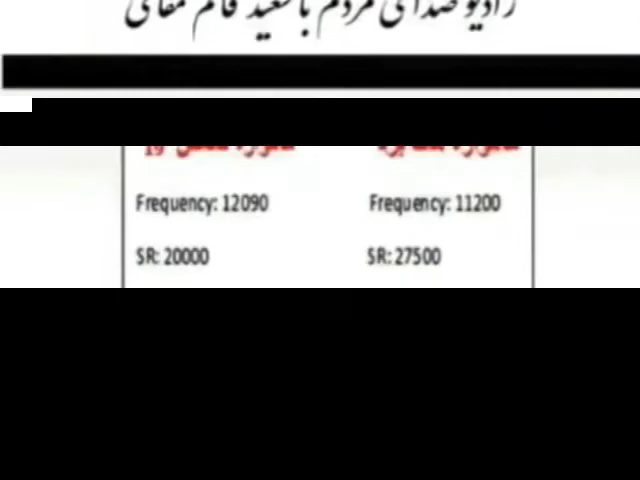 رادیو صدای مردم با سعید قائم مقامی
Frequency: 12090 Frequency: 11200
SR: 20000 SR: 27500